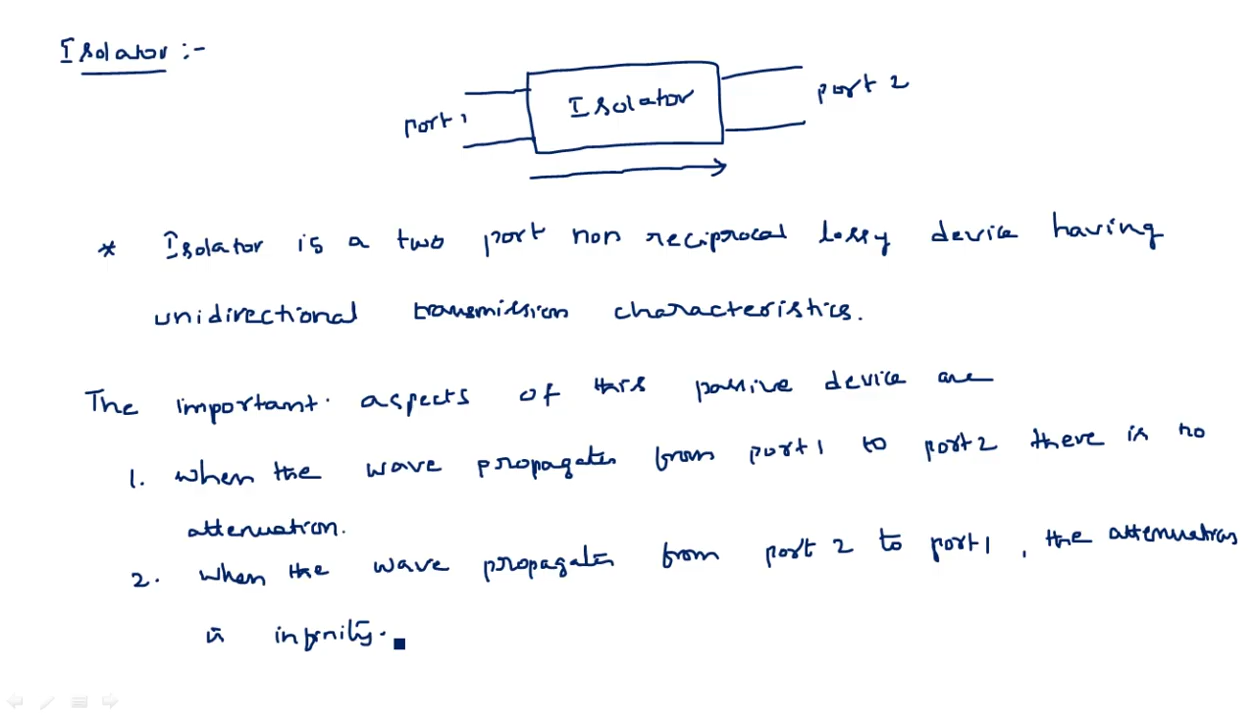 Isolator :-
Isolator
port 1
port 2
* Isolator is a two port non reciprocal lossy device having
unidirectional transmission characteristics.
The important aspects of this passive device are
1. when the wave propagates from port 1 to port 2 there is no
attenuation.
2. when the wave propagates from port 2 to port 1, the attenuation
is infinity.